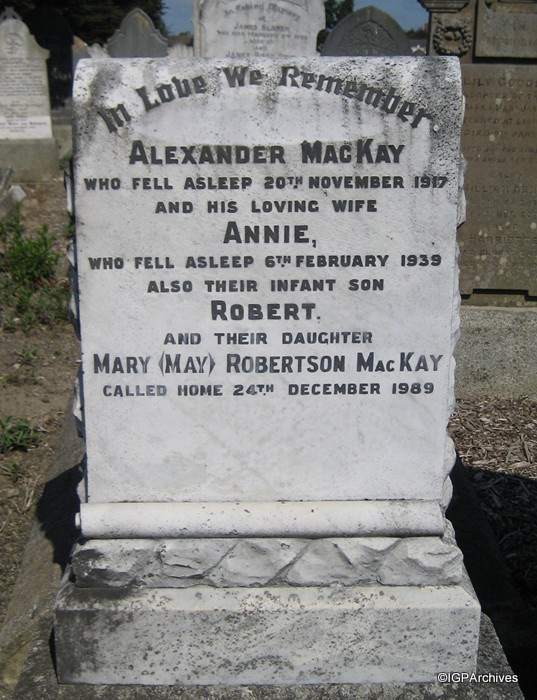 In Love We Remember
ALEXANDER MACKAY
WHO FELL ASLEEP 20TH NOVEMBER 1917
AND HIS LOVING WIFE
ANNIE,
WHO FELL ASLEEP 6TH FEBRUARY 1939
ALSO THEIR INFANT SON
ROBERT.
AND THEIR DAUGHTER
MARY (MAY) ROBERTSON MACKAY
CALLED HOME 24TH DECEMBER 1989
©IGPArchives